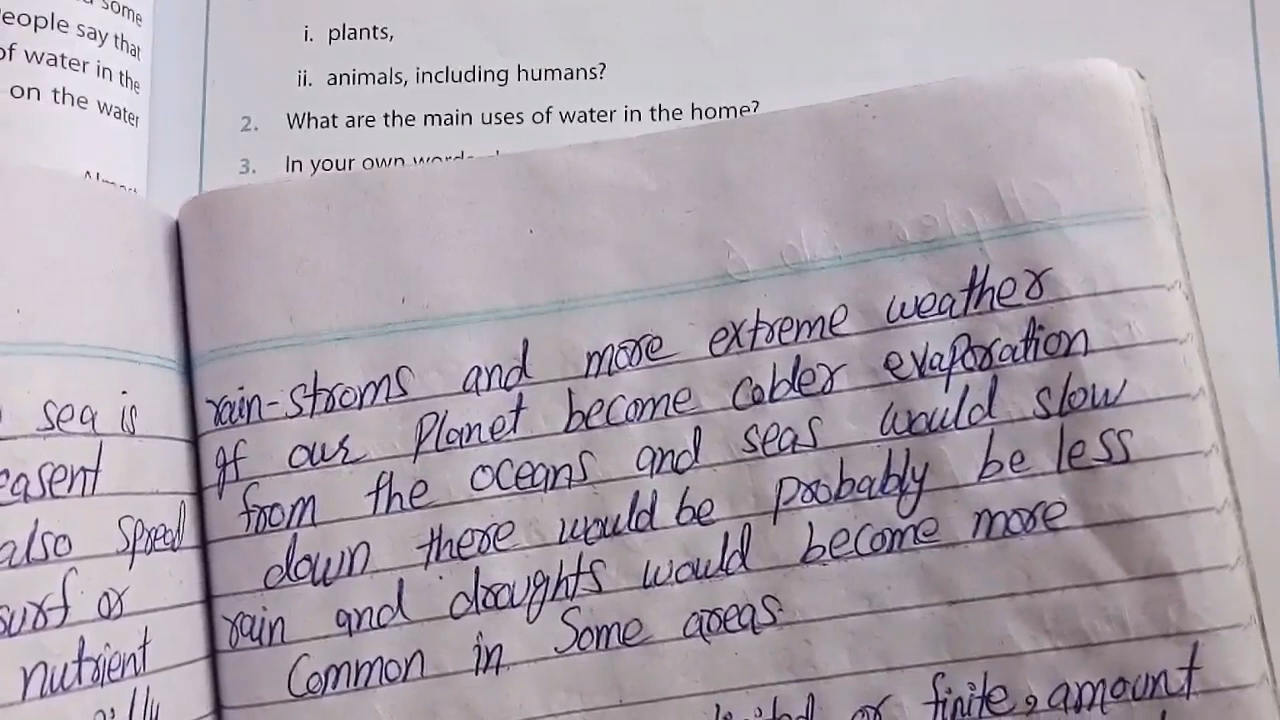 some
eople say that
of water in the
on the water
i. plants,
ii. animals, including humans?
2. What are the main uses of water in the home?
3. In your own
sea is
easent
also spread
surf or
nutrient
rain-stroms and more extreme weather
If our Planet become cobler evaporation
from the oceans and seas would slow
down there would be probably be less
rain and droughts would become more
Common in Some areas.
or finite, amount